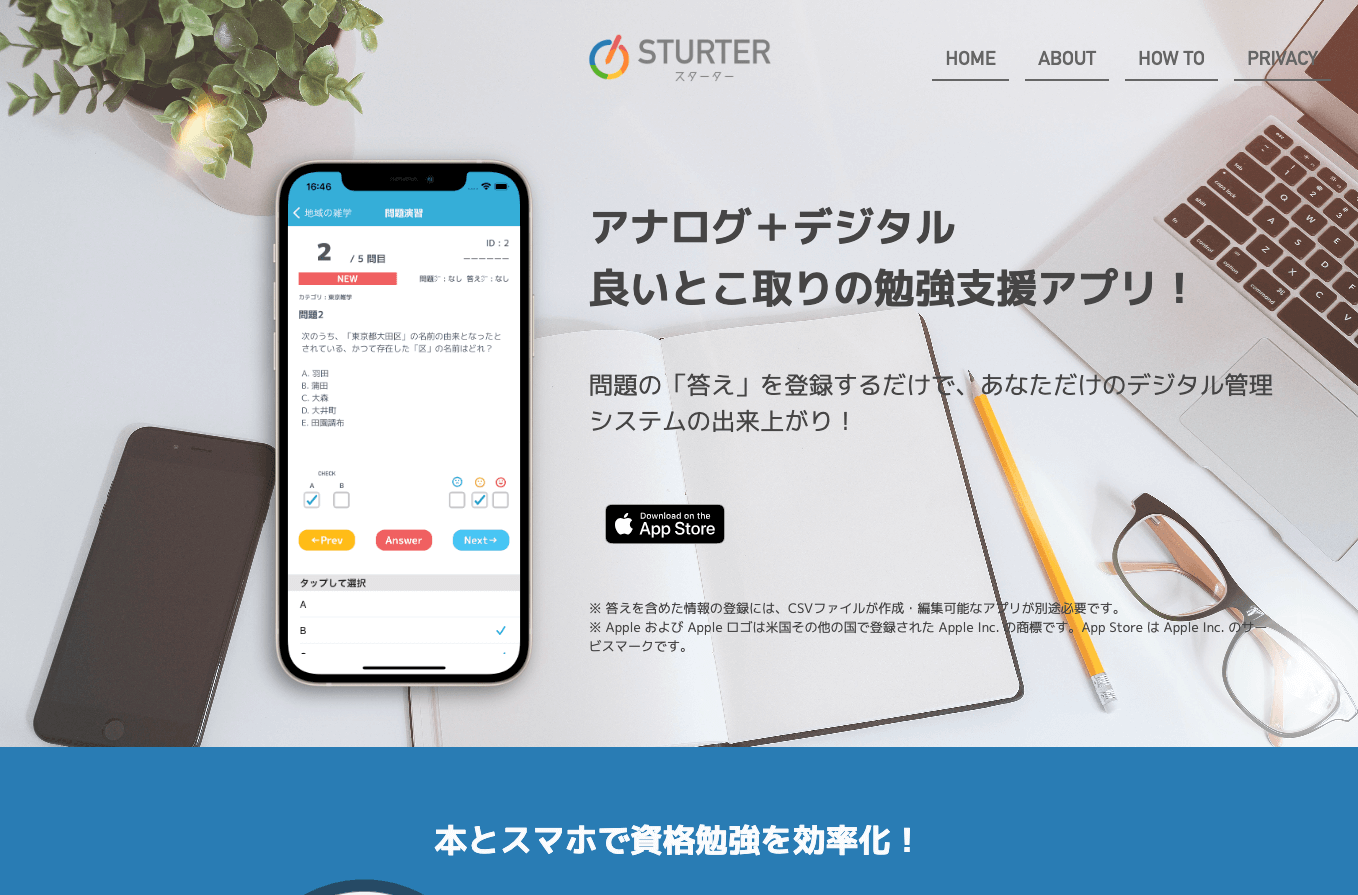 STURTER
スターター
HOME
ABOUT
HOW TO
PRIVACY
16:46
地域の雑学
問題演習
2 / 5 問目
ID : 2
––––––
NEW
問題ﾌﾞ : なし 答えﾌﾞ : なし
カテゴリ : 東京雑学
問題2
次のうち、「東京都大田区」の名前の由来となったと
されている、かつて存在した「区」の名前はどれ？
A. 羽田
B. 蒲田
C. 大森
D. 大井町
E. 田園調布
CHECK
A B
←Prev
Answer
Next→
タップして選択
A
B
アナログ＋デジタル
良いとこ取りの勉強支援アプリ！
問題の「答え」を登録するだけで、あなただけのデジタル管理
システムの出来上がり！
Download on the
App Store
※ 答えを含めた情報の登録には、CSVファイルが作成・編集可能なアプリが別途必要です。
※ Apple および Apple ロゴは米国その他の国で登録された Apple Inc. の商標です。App Store は Apple Inc. のサー
ビスマークです。
本とスマホで資格勉強を効率化！